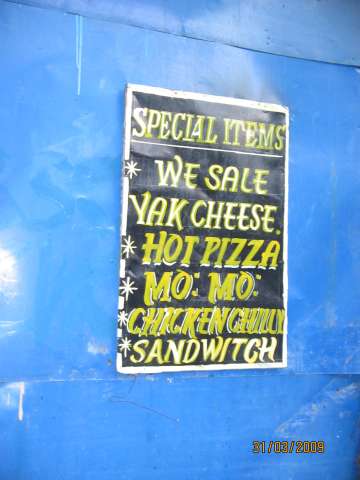 SPECIAL ITEMS
* WE SALE
YAK CHEESE.
* HOT PIZZA
* MO: MO:
* CHICKEN CHILLY
* SANDWITCH
31/03/2009